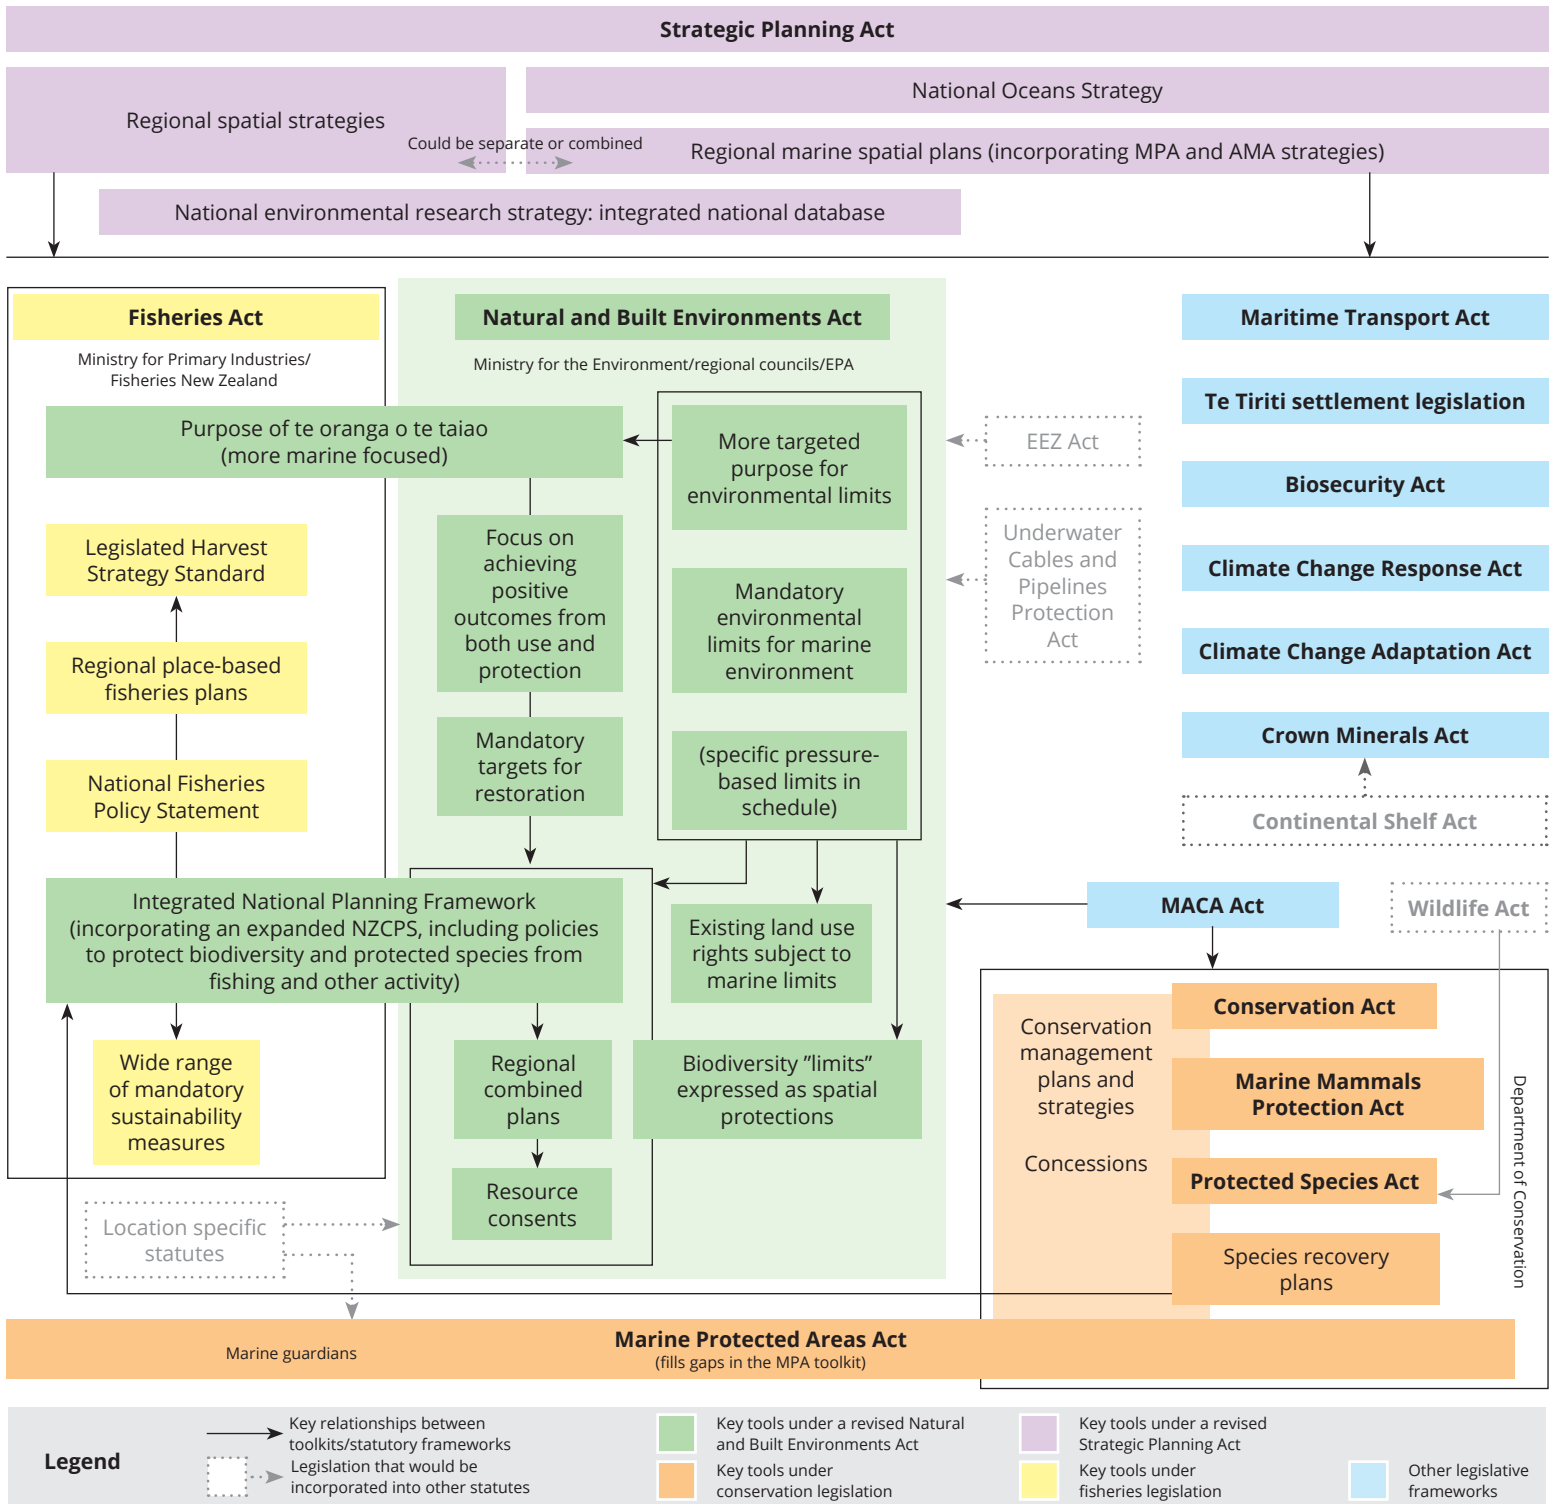 Strategic Planning Act
Regional spatial strategies
National Oceans Strategy
Could be separate or combined
Regional marine spatial plans (incorporating MPA and AMA strategies)
National environmental research strategy: integrated national database
Fisheries Act
Ministry for Primary Industries/
Fisheries New Zealand
Natural and Built Environments Act
Ministry for the Environment/regional councils/EPA
Purpose of te oranga o te taiao
(more marine focused)
Legislated Harvest
Strategy Standard
Regional place-based
fisheries plans
National Fisheries
Policy Statement
Focus on
achieving
positive
outcomes from
both use and
protection
Mandatory
targets for
restoration
More targeted
purpose for
environmental limits
Mandatory
environmental
limits for marine
environment
(specific pressure-
based limits in
schedule)
EEZ Act
Underwater
Cables and
Pipelines
Protection
Act
Maritime Transport Act
Te Tiriti settlement legislation
Biosecurity Act
Climate Change Response Act
Climate Change Adaptation Act
Crown Minerals Act
Continental Shelf Act
Integrated National Planning Framework
(incorporating an expanded NZCPS, including policies
to protect biodiversity and protected species from
fishing and other activity)
Existing land use
rights subject to
marine limits
MACA Act
Wildlife Act
Wide range
of mandatory
sustainability
measures
Regional
combined
plans
Biodiversity ”limits”
expressed as spatial
protections
Resource
consents
Location specific
statutes
Conservation
management
plans and
strategies
Concessions
Conservation Act
Marine Mammals
Protection Act
Protected Species Act
Species recovery
plans
Department of Conservation
Marine guardians
Marine Protected Areas Act
(fills gaps in the MPA toolkit)
Legend
Key relationships between
toolkits/statutory frameworks
Legislation that would be
incorporated into other statutes
Key tools under a revised Natural
and Built Environments Act
Key tools under
conservation legislation
Key tools under a revised
Strategic Planning Act
Key tools under
fisheries legislation
Other legislative
frameworks